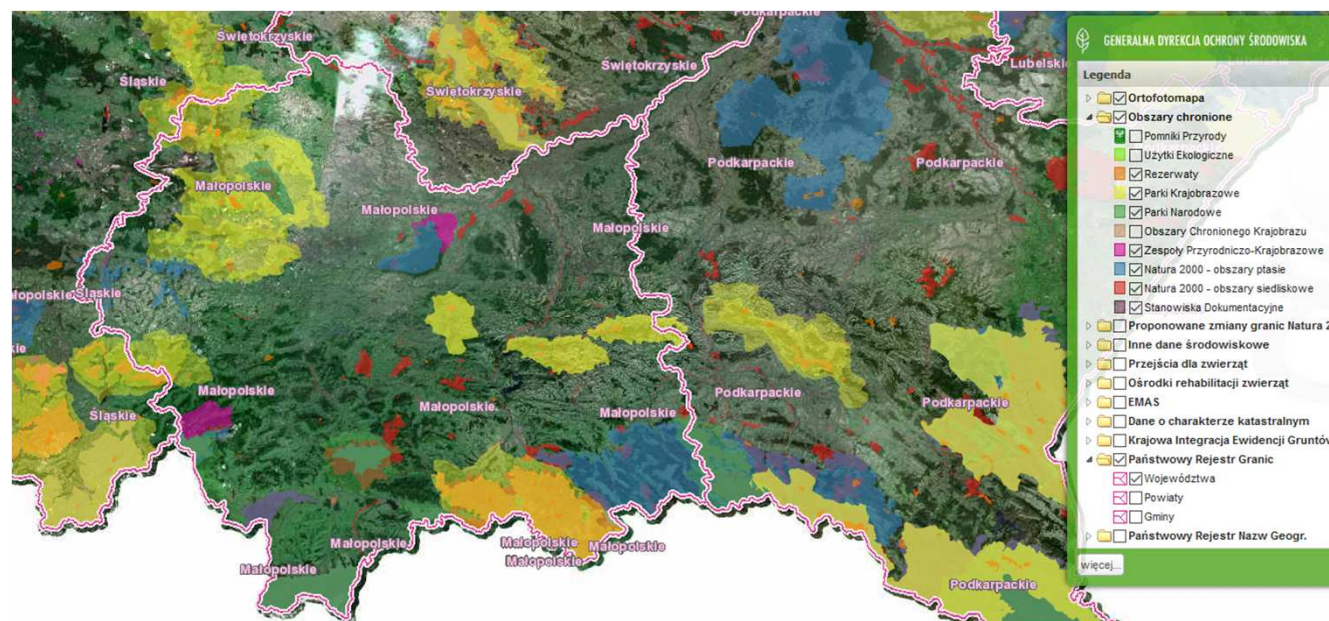 Podkarpackie
Świętokrzyskie
Świętokrzyskie
Lubelskie
Śląskie
Świętokrzyskie
Podkarpackie
Podkarpackie
Małopolskie
Małopolskie
Małopolskie
Śląskie
Małopolskie
Śląskie
Małopolskie
Małopolskie
Podkarpackie
Podkarpackie
Małopolskie
Małopolskie
Małopolskie
Małopolskie
Małopolskie
Małopolskie
Podkarpackie
GENERALNA DYREKCJA OCHRONY ŚRODOWISKA
Legenda
Ortofotomapa
Obszary chronione
Pomniki Przyrody
Użytki Ekologiczne
Rezerwaty
Parki Krajobrazowe
Parki Narodowe
Obszary Chronionego Krajobrazu
Zespoły Przyrodniczo-Krajobrazowe
Natura 2000 - obszary ptasie
Natura 2000 - obszary siedliskowe
Stanowiska Dokumentacyjne
Proponowane zmiany granic Natura 2
Inne dane środowiskowe
Przejścia dla zwierząt
Ośrodki rehabilitacji zwierząt
EMAS
Dane o charakterze katastralnym
Krajowa Integracja Ewidencji Gruntów
Państwowy Rejestr Granic
Województwa
Powiaty
Gminy
Państwowy Rejestr Nazw Geogr.
więcej...